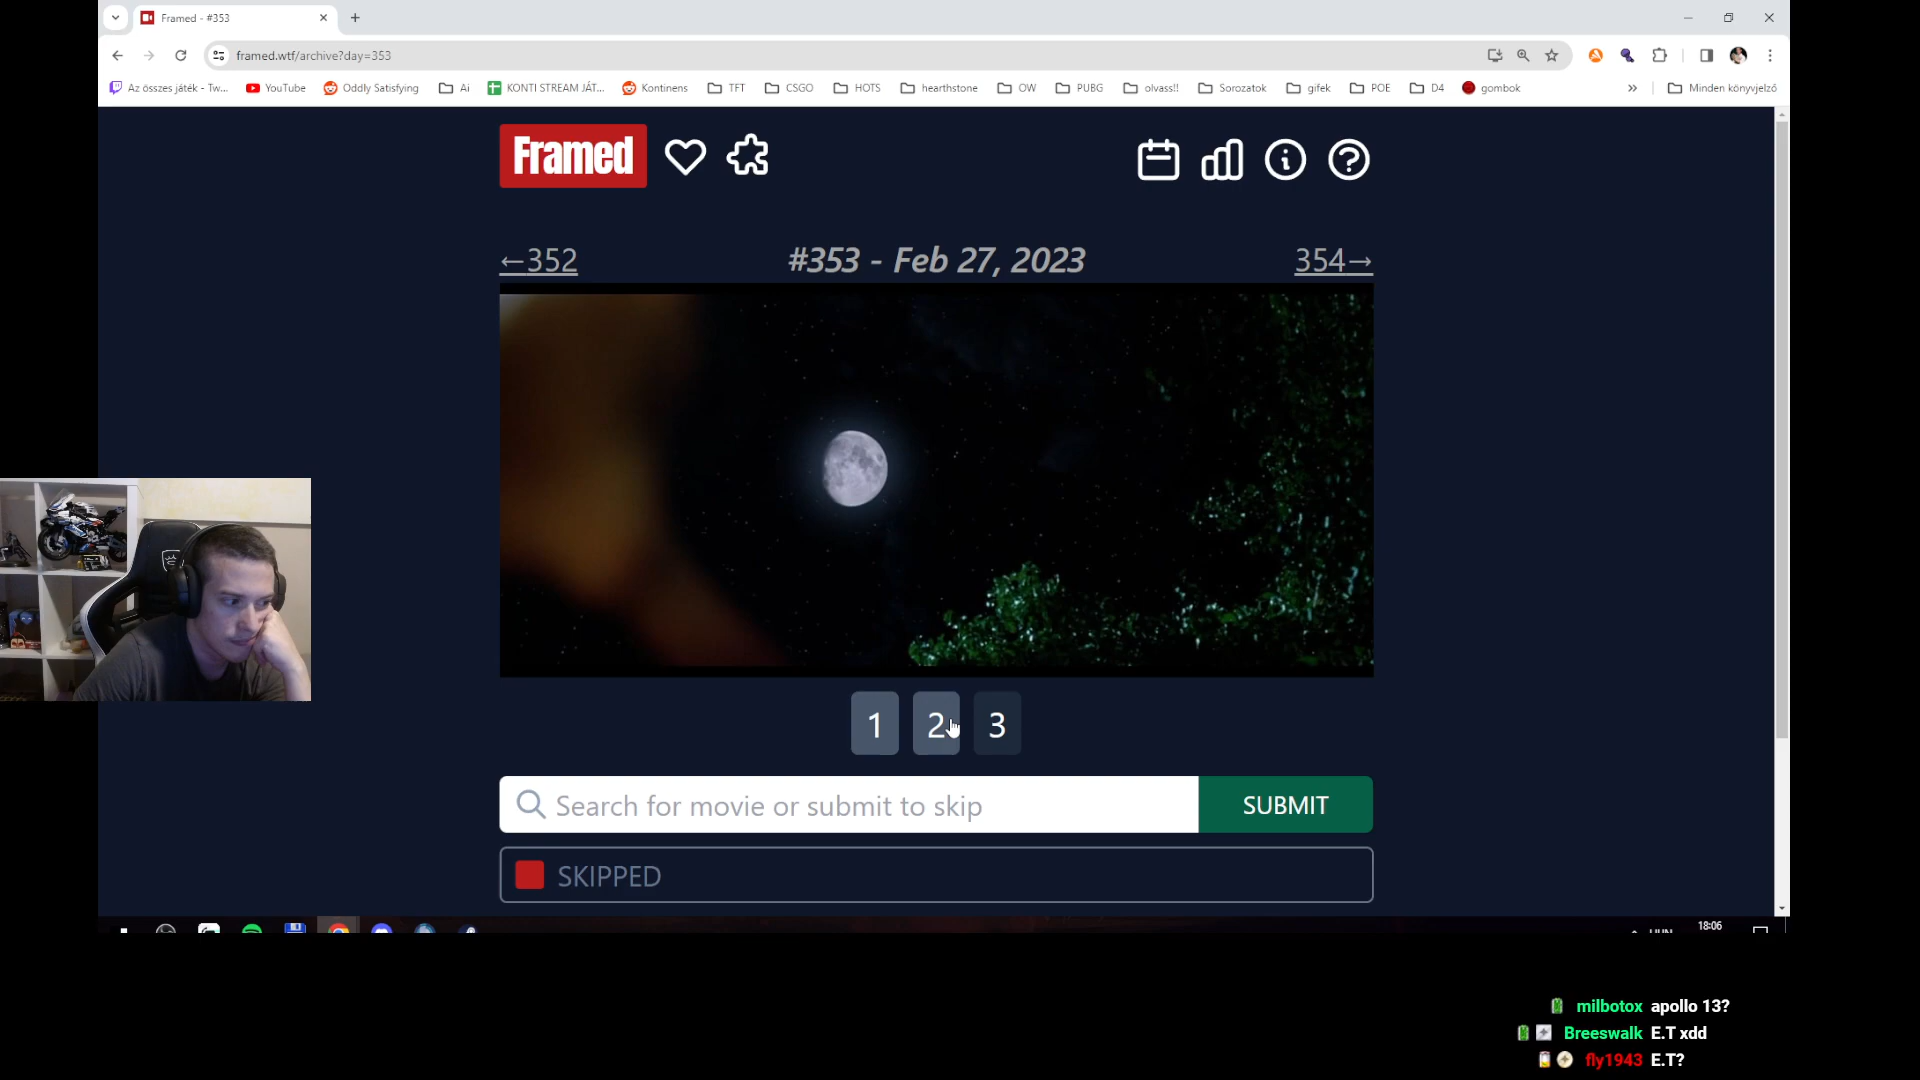 Framed - #353
framed.wtf/archive?day=353
Az összes játék - Tw...
YouTube
Oddly Satisfying
Ai
KONTI STREAM JÁT...
Kontinens
TFT
CSGO
HOTS
hearthstone
OW
PUBG
olvass!!
Sorozatok
gifek
POE
D4
gombok
»
Minden könyvjelző
Framed
←352
#353 - Feb 27, 2023
354→
1
2
3
Search for movie or submit to skip
SUBMIT
SKIPPED
18:06
milbotox apollo 13?
Breeswalk E.T xdd
fly1943 E.T?